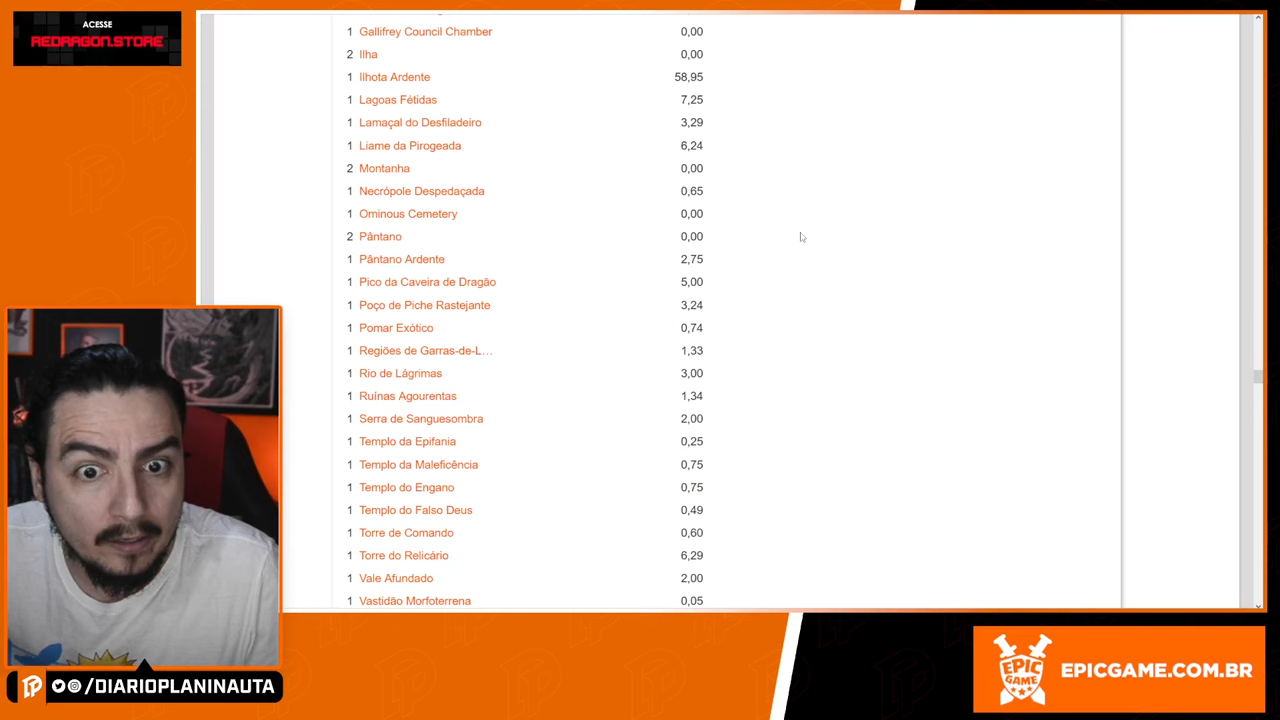 ACESSE
REDRAGON.STORE
1 Gallifrey Council Chamber 0,00
2 Ilha 0,00
1 Ilhota Ardente 58,95
1 Lagoas Fétidas 7,25
1 Lamaçal do Desfiladeiro 3,29
1 Liame da Pirogeada 6,24
2 Montanha 0,00
1 Necrópole Despedaçada 0,65
1 Ominous Cemetery 0,00
2 Pântano 0,00
1 Pântano Ardente 2,75
1 Pico da Caveira de Dragão 5,00
1 Poço de Piche Rastejante 3,24
1 Pomar Exótico 0,74
1 Regiões de Garras-de-L... 1,33
1 Rio de Lágrimas 3,00
1 Ruínas Agourentas 1,34
1 Serra de Sanguesombra 2,00
1 Templo da Epifania 0,25
1 Templo da Maleficência 0,75
1 Templo do Engano 0,75
1 Templo do Falso Deus 0,49
1 Torre de Comando 0,60
1 Torre do Relicário 6,29
1 Vale Afundado 2,00
1 Vastidão Morfoterrena 0,05
/DIARIOPLANINAUTA
EPIC
GAME
EPICGAME.COM.BR